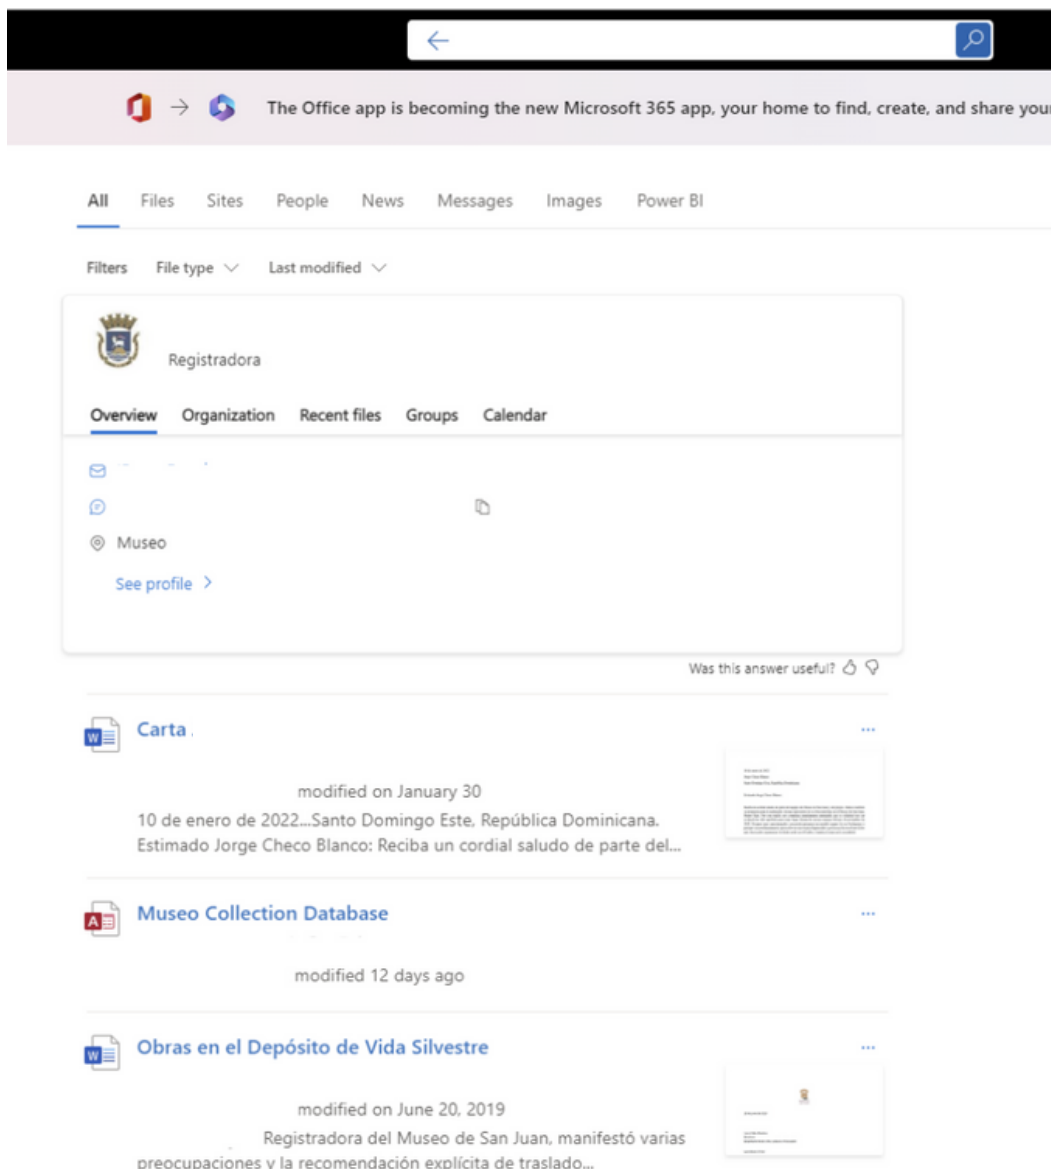 The Office app is becoming the new Microsoft 365 app, your home to find, create, and share your
All Files Sites People News Messages Images Power BI
Filters File type Last modified
Registradora
Overview Organization Recent files Groups Calendar
Museo
See profile
Was this answer useful?
Carta
modified on January 30
10 de enero de 2022...Santo Domingo Este, República Dominicana.
Estimado Jorge Checo Blanco: Reciba un cordial saludo de parte del...
Museo Collection Database
modified 12 days ago
Obras en el Depósito de Vida Silvestre
modified on June 20, 2019
Registradora del Museo de San Juan, manifestó varias
preocupaciones y la recomendación explícita de traslado...